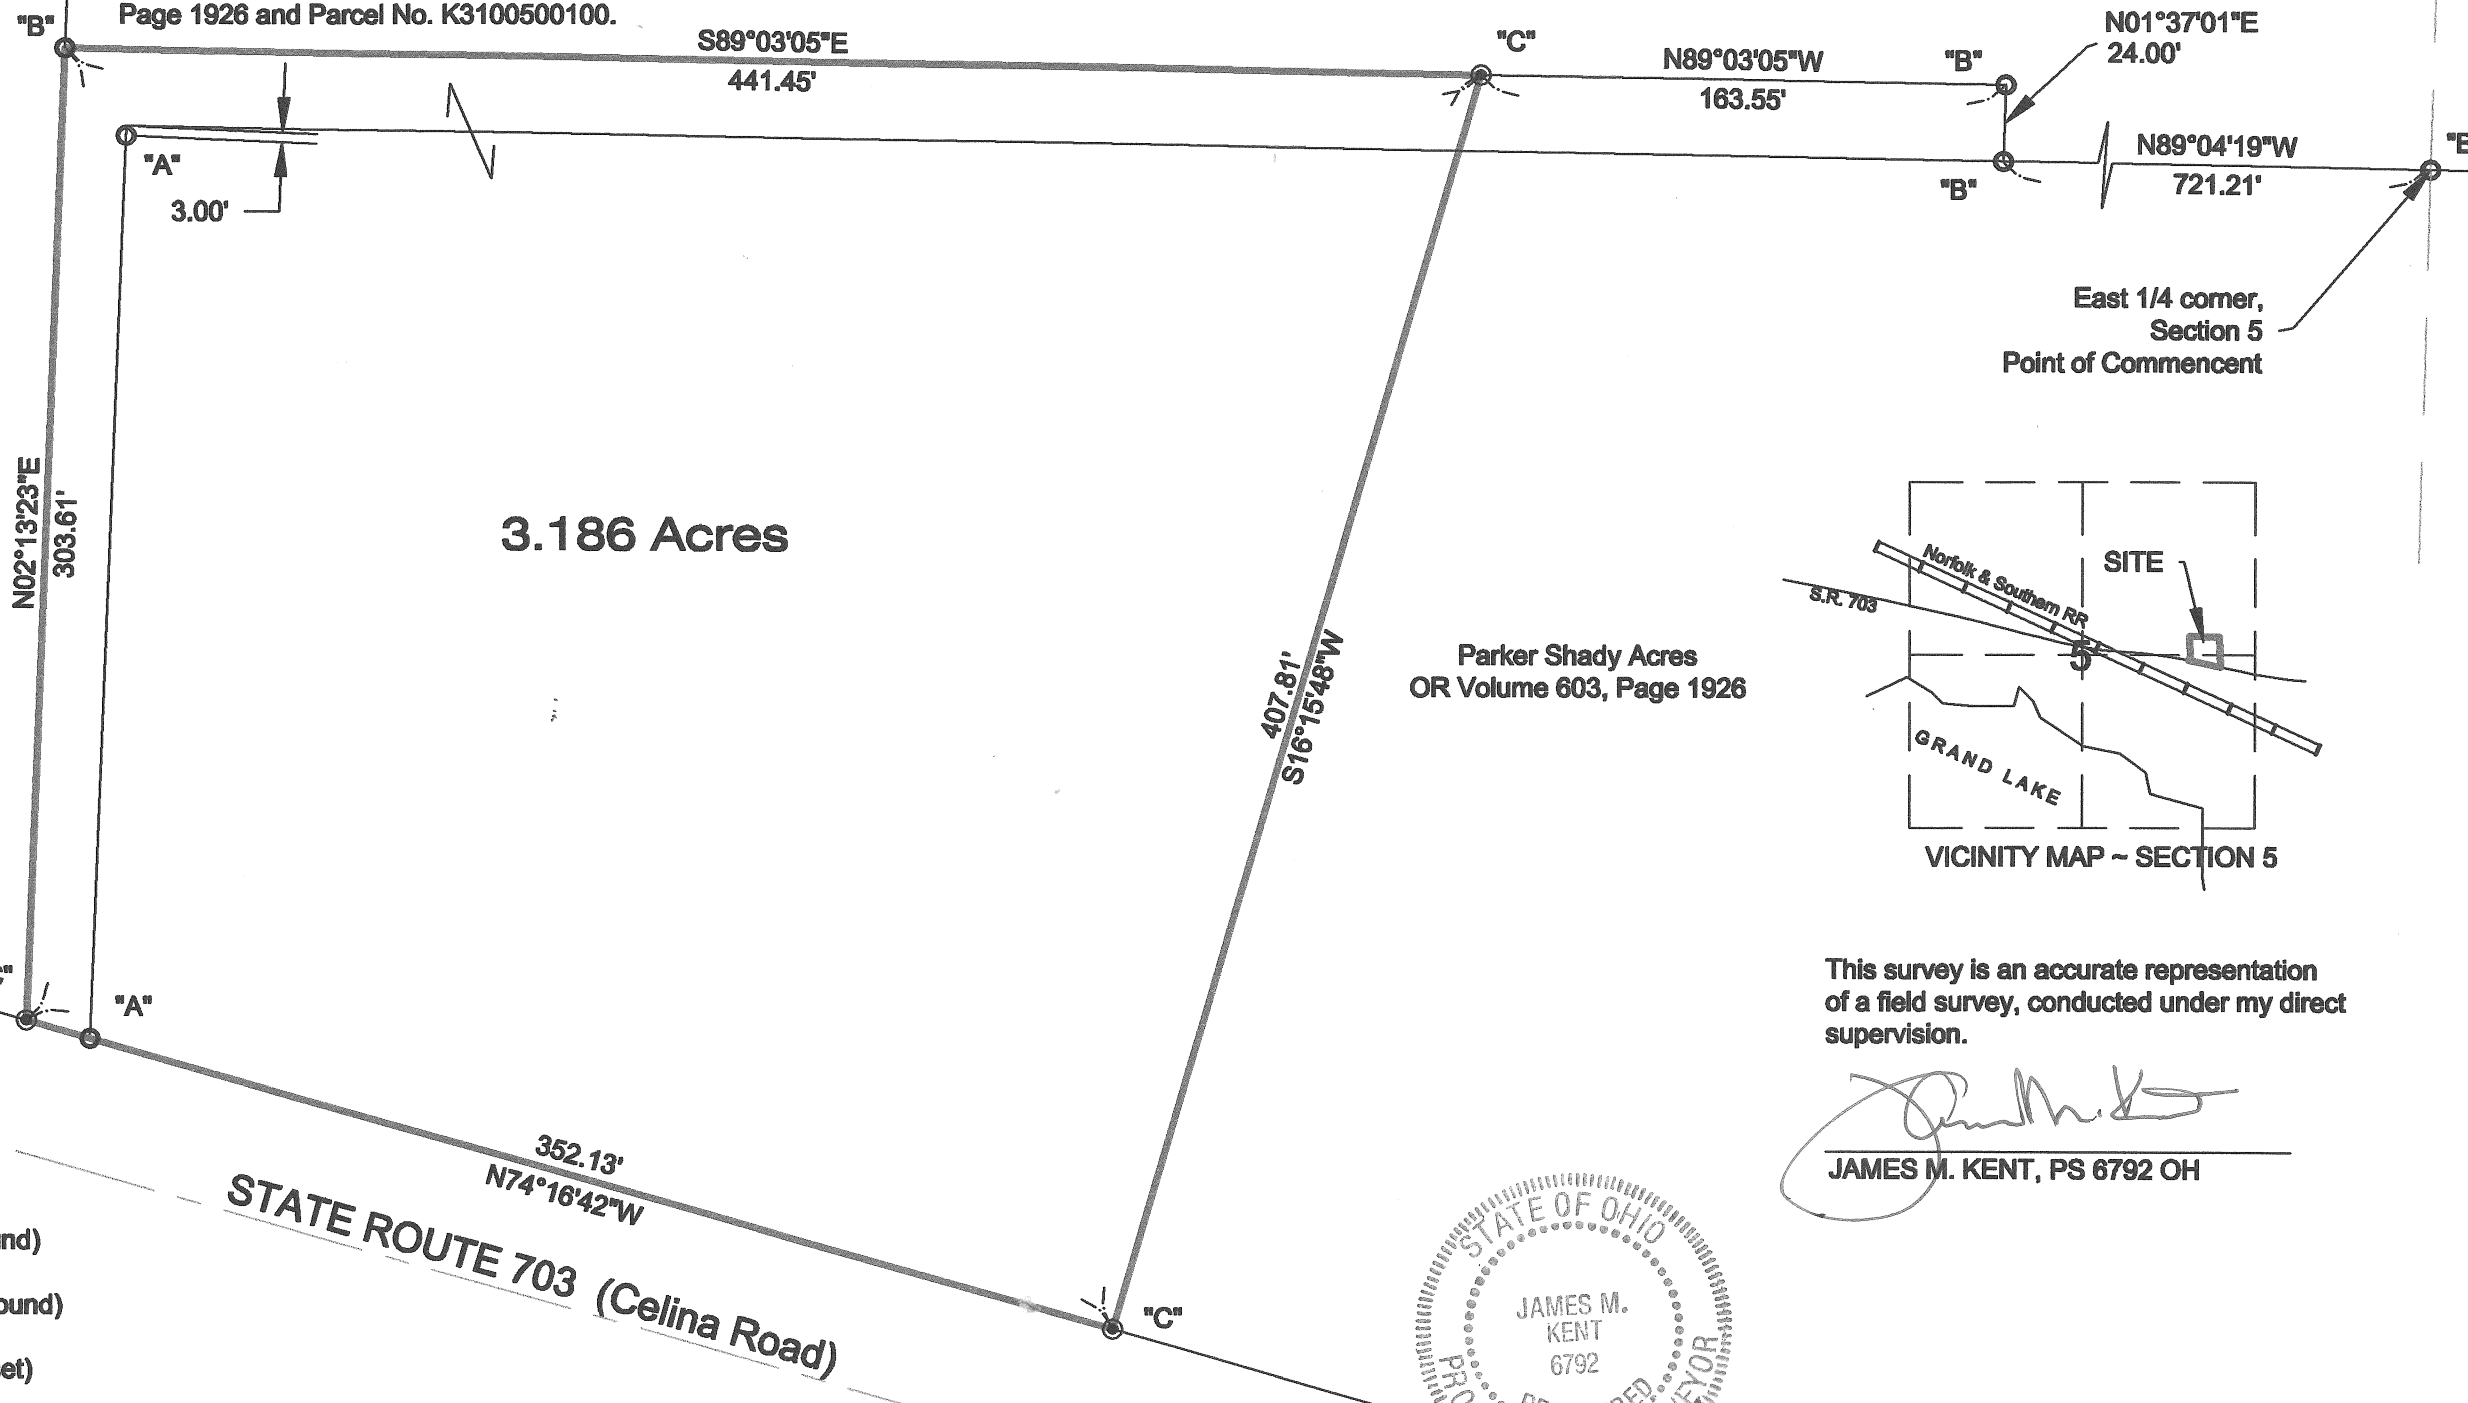 Page 1926 and Parcel No. K3100500100.
"B"
S89°03'05"E
441.45'
"C"
N89°03'05"W
163.55'
"B"
N01°37'01"E
24.00'
"A"
3.00'
"B"
N89°04'19"W
721.21'
East 1/4 corner,
Section 5
Point of Commencent
N02°13'23"E
303.61'
3.186 Acres
407.81'
S16°15'48"W
Parker Shady Acres
OR Volume 603, Page 1926
Norfolk & Southern RR
S.R. 703
SITE
5
GRAND LAKE
VICINITY MAP ~ SECTION 5
"A"
This survey is an accurate representation
of a field survey, conducted under my direct
supervision.
James M. Kent
JAMES M. KENT, PS 6792 OH
352.13'
N74°16'42"W
STATE ROUTE 703 (Celina Road)
"C"
STATE OF OHIO
JAMES M.
KENT
6792